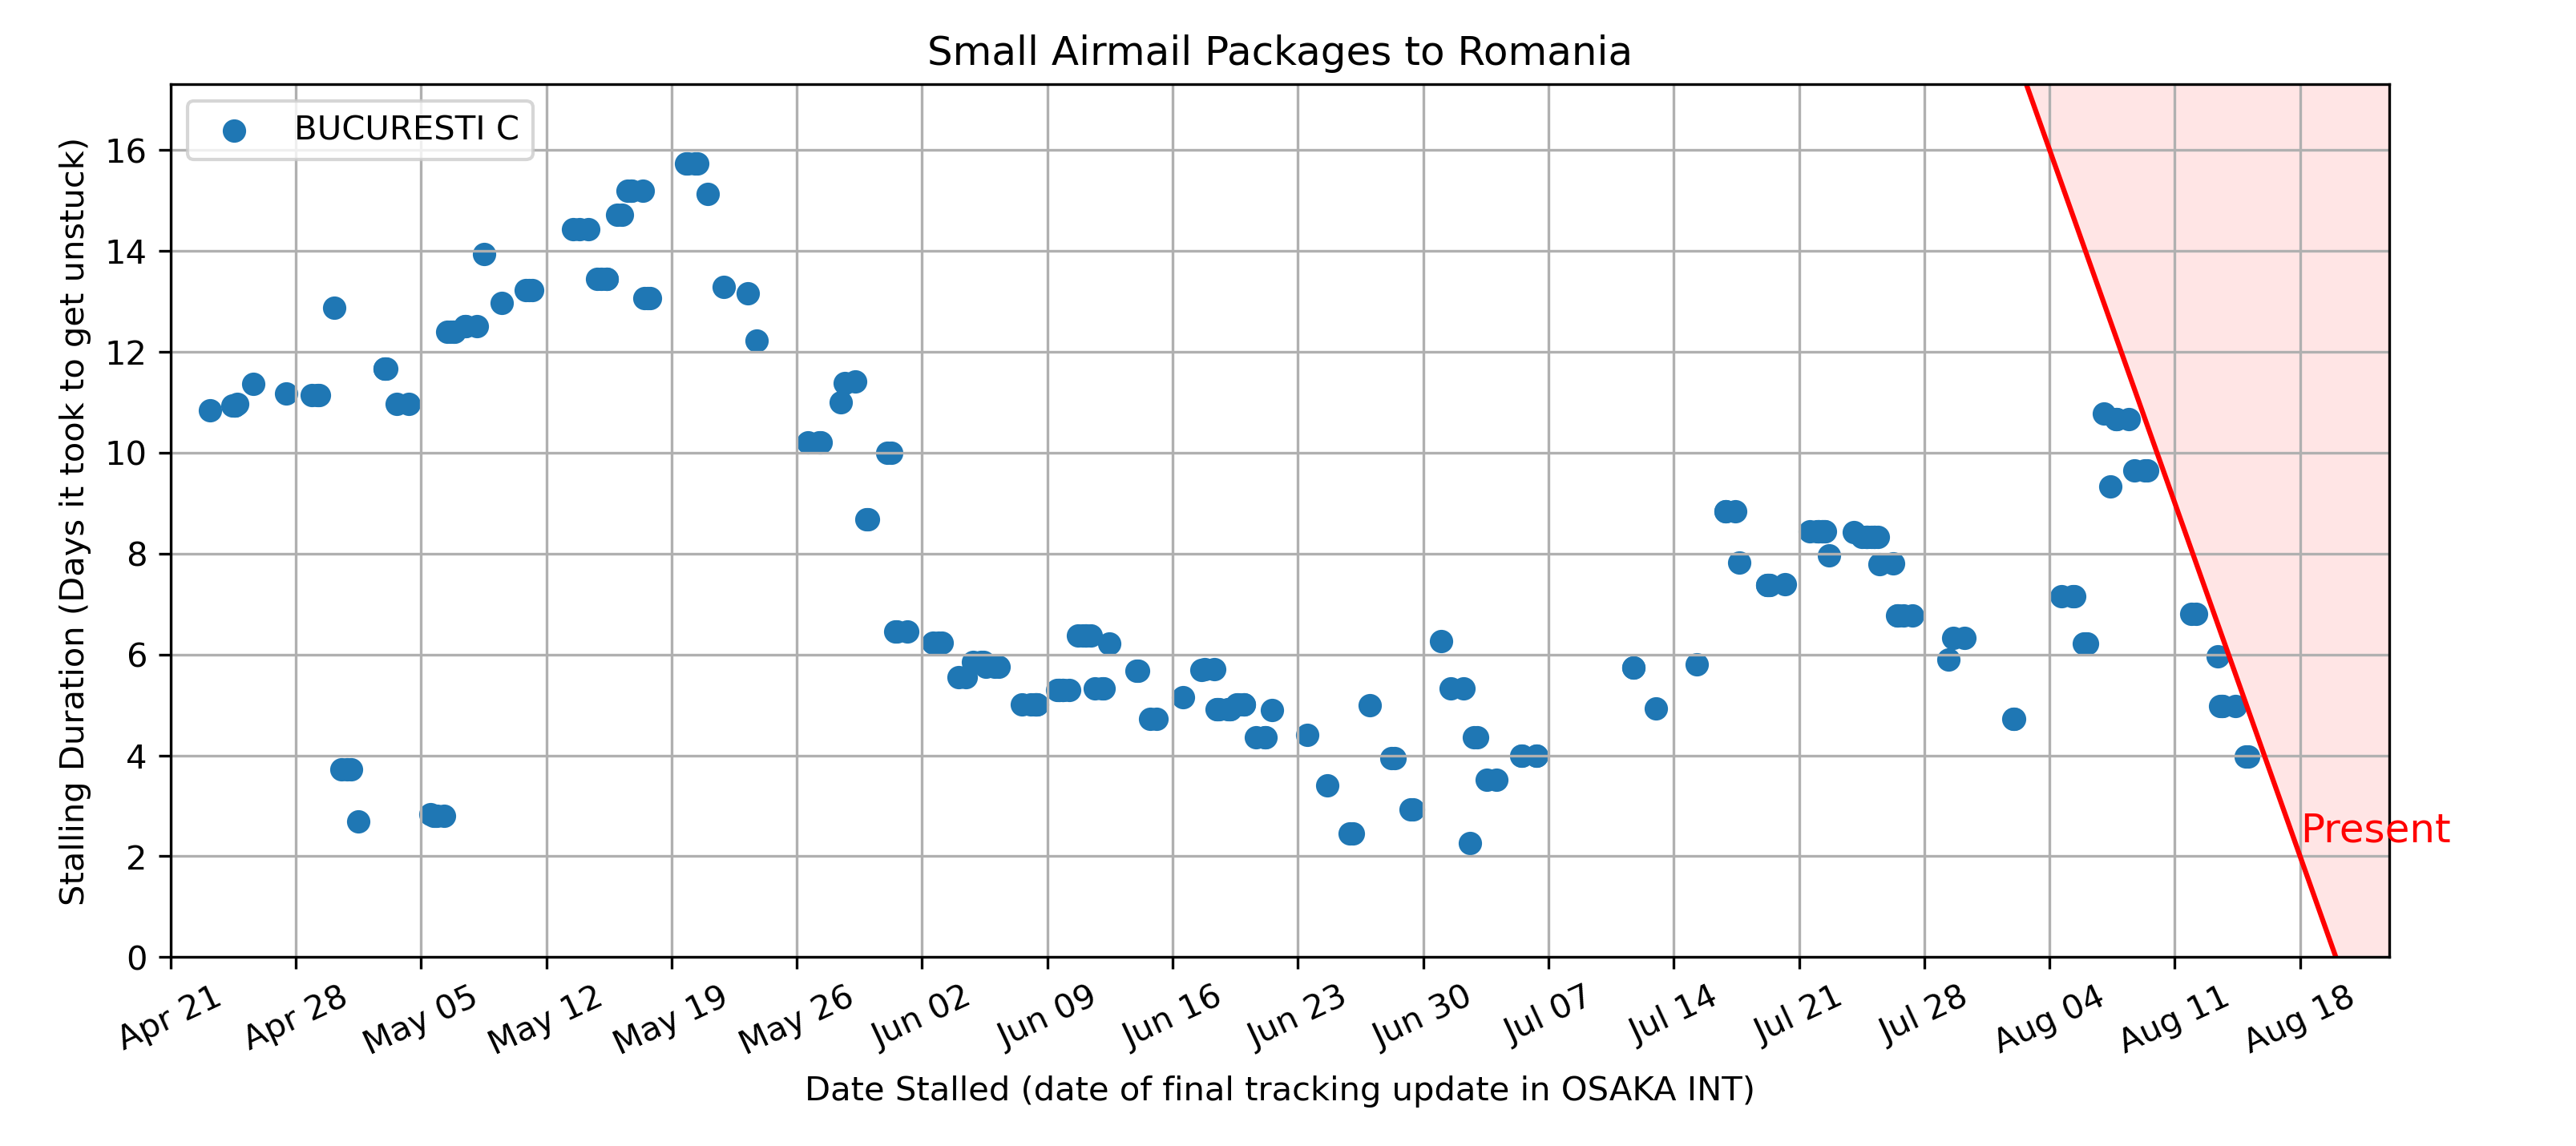 Small Airmail Packages to Romania
BUCURESTI C
Stalling Duration (Days it took to get unstuck)
16
14
12
10
8
6
4
2
0
Present
Apr 21
Apr 28
May 05
May 12
May 19
May 26
Jun 02
Jun 09
Jun 16
Jun 23
Jun 30
Jul 07
Jul 14
Jul 21
Jul 28
Aug 04
Aug 11
Aug 18
Date Stalled (date of final tracking update in OSAKA INT)